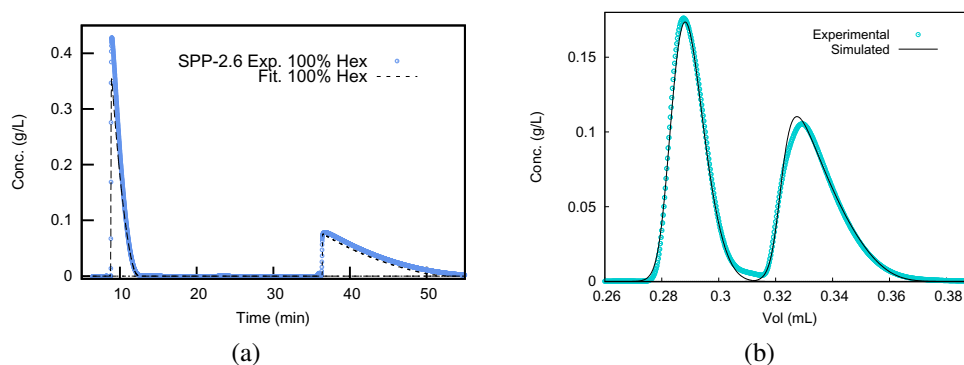 0.4
0.3
0.2
0.1
0
Conc. (g/L)
SPP-2.6 Exp. 100% Hex
Fit. 100% Hex
10 20 30 40 50
Time (min)
(a)
0.15
0.1
0.05
0
Conc. (g/L)
Experimental
Simulated
0.26 0.28 0.3 0.32 0.34 0.36 0.38
Vol (mL)
(b)